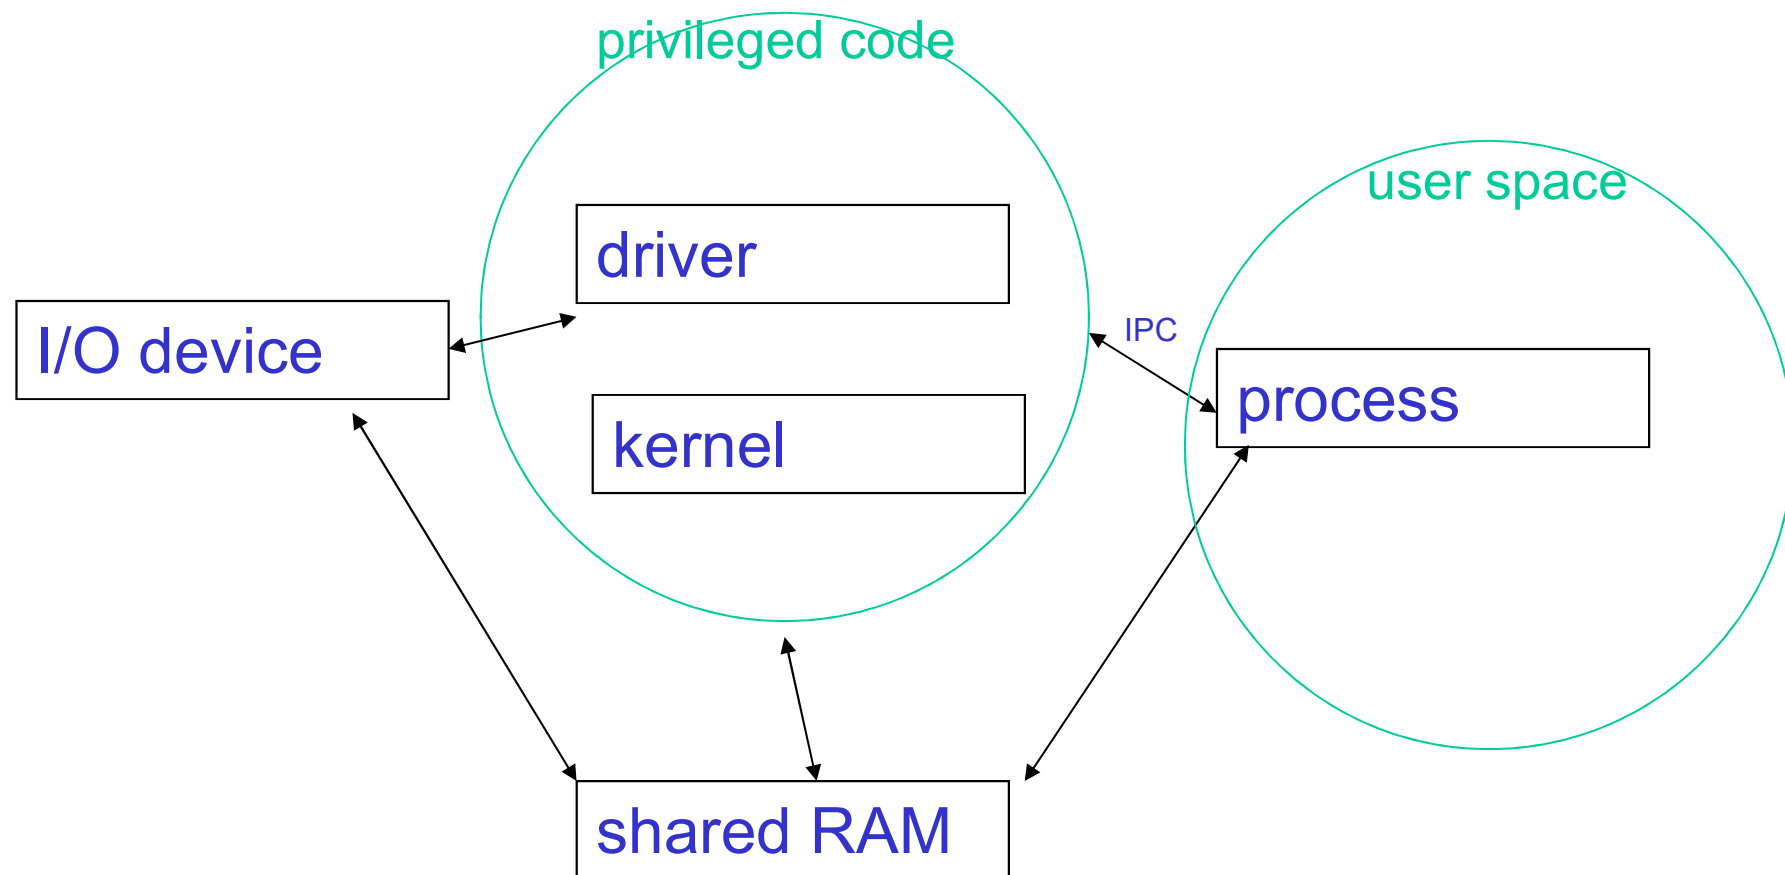 privileged code
user space
driver
I/O device
IPC
process
kernel
shared RAM